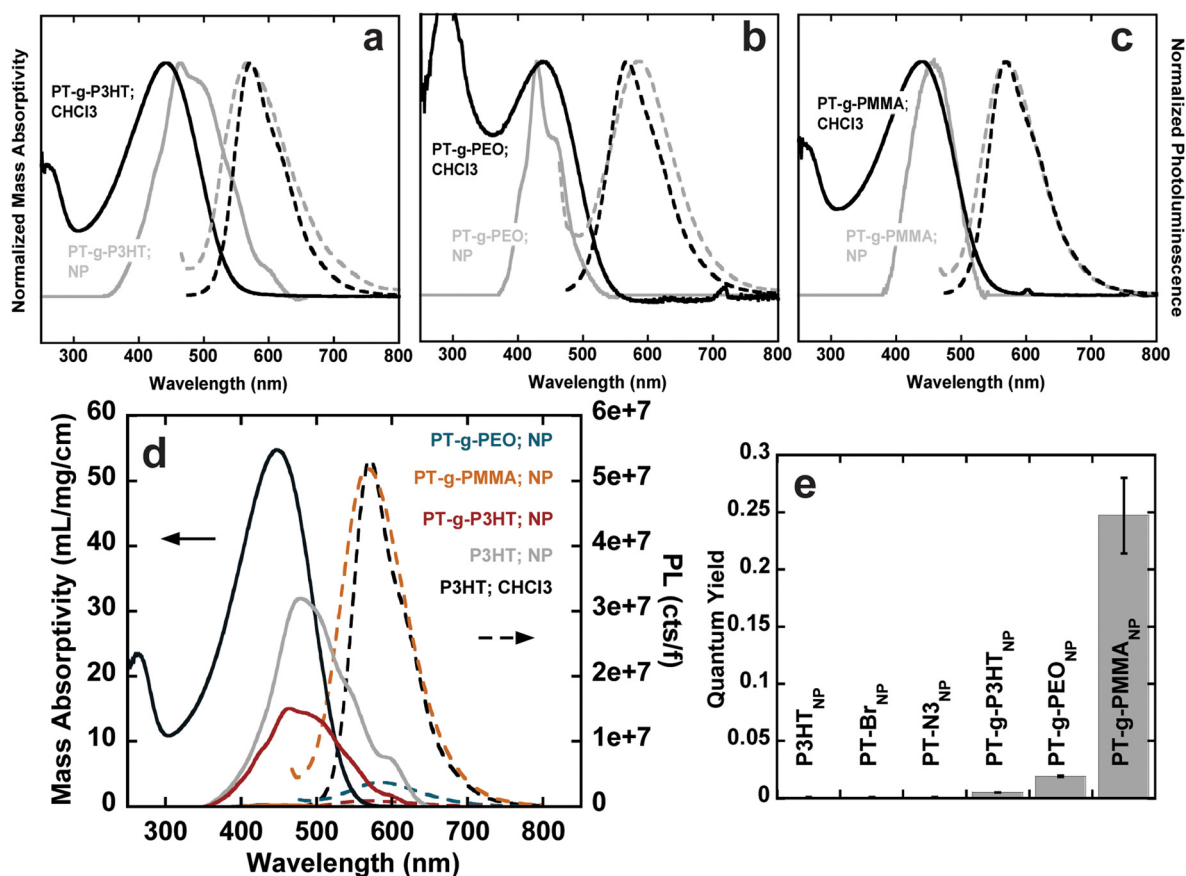 a
b
c
Normalized Mass Absorptivity
PT-g-P3HT;
CHCl3
PT-g-P3HT;
NP
PT-g-PEO;
CHCl3
PT-g-PEO;
NP
PT-g-PMMA;
CHCl3
PT-g-PMMA;
NP
Normalized Photoluminescence
300 400 500 600 700 800
300 400 500 600 700 800
300 400 500 600 700 800
Wavelength (nm)
Wavelength (nm)
Wavelength (nm)
d
Mass Absorptivity (mL/mg/cm)
60
50
40
30
20
10
0
PT-g-PEO; NP
PT-g-PMMA; NP
PT-g-P3HT; NP
P3HT; NP
P3HT; CHCl3
6e+7
5e+7
4e+7
3e+7
2e+7
1e+7
0
PL (cts/f)
300 400 500 600 700 800
Wavelength (nm)
e
Quantum Yield
0.3
0.25
0.2
0.15
0.1
0.05
0
P3HTNP
PT-BrNP
PT-N3NP
PT-g-P3HTNP
PT-g-PEONP
PT-g-PMMANP